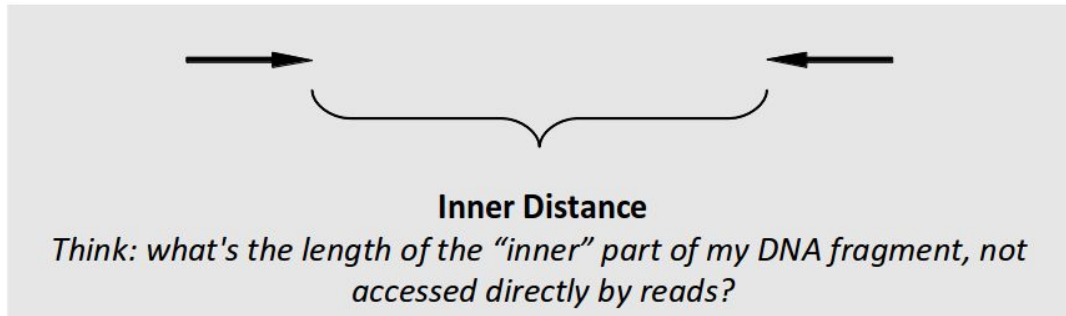 Inner Distance
Think: what's the length of the “inner” part of my DNA fragment, not
accessed directly by reads?